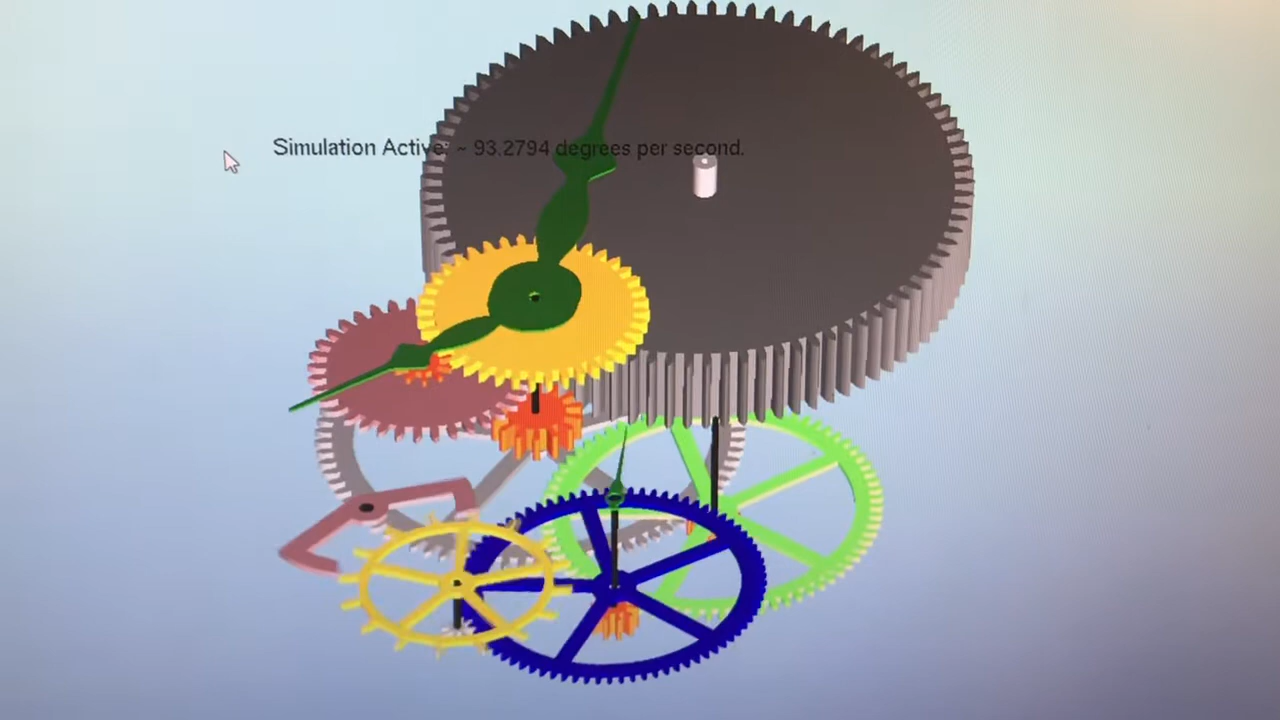 Simulation Active: ~ 93.2794 degrees per second.